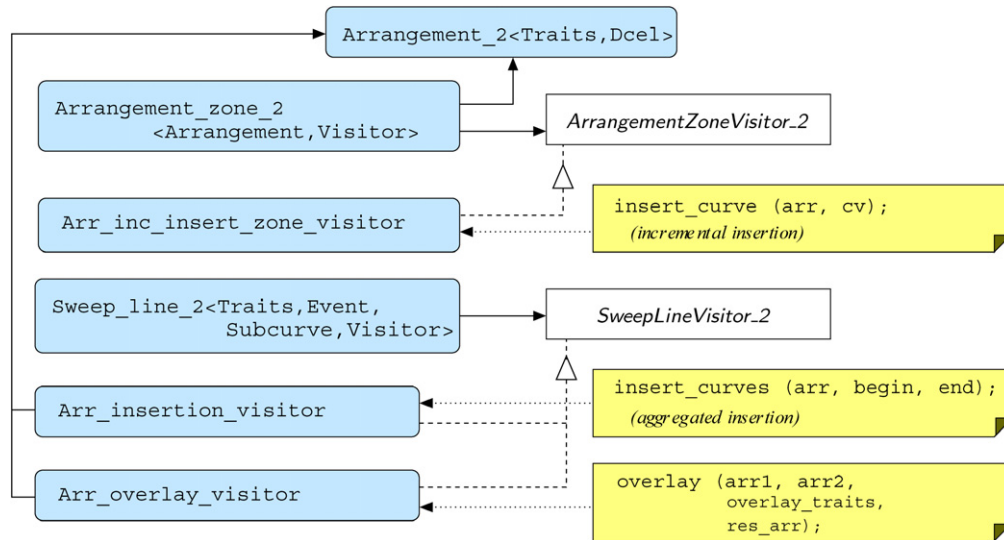 Arrangement_2<Traits,Dcel>
Arrangement_zone_2
<Arrangement,Visitor>
ArrangementZoneVisitor_2
Arr_inc_insert_zone_visitor
insert_curve (arr, cv);
(incremental insertion)
Sweep_line_2<Traits,Event,
Subcurve,Visitor>
SweepLineVisitor_2
Arr_insertion_visitor
insert_curves (arr, begin, end);
(aggregated insertion)
Arr_overlay_visitor
overlay (arr1, arr2,
overlay_traits,
res_arr);